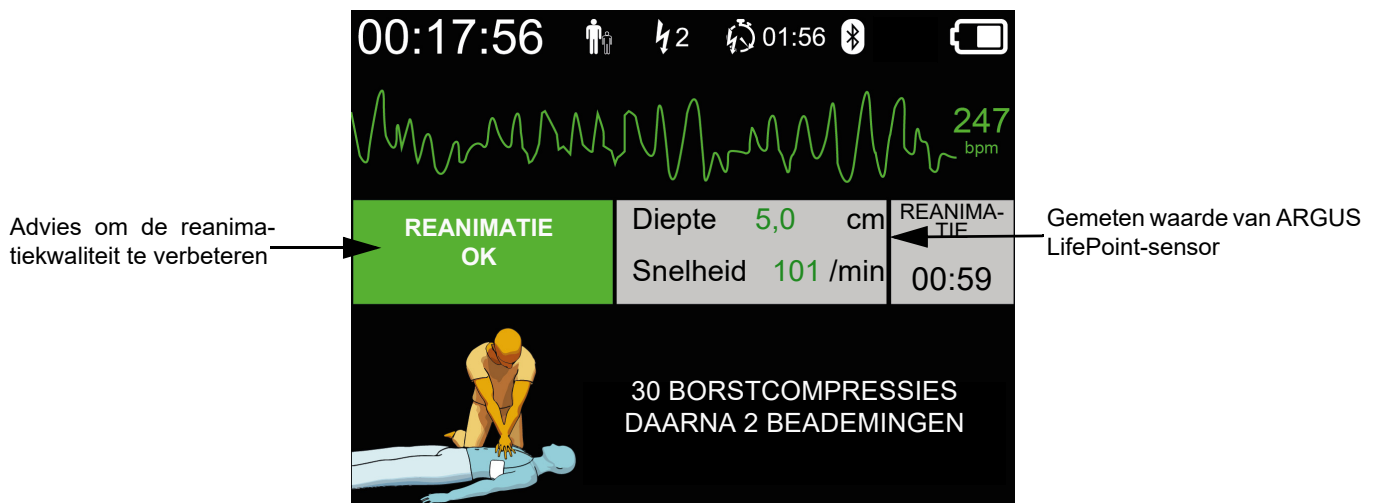 00:17:56 2 01:56
247
bpm
Advies om de reanima-
tiekwaliteit te verbeteren
REANIMATIE
OK
Diepte 5,0 cm
Snelheid 101 /min
REANIMA-
TIE
00:59
Gemeten waarde van ARGUS
LifePoint-sensor
30 BORSTCOMPRESSIES
DAARNA 2 BEADEMINGEN